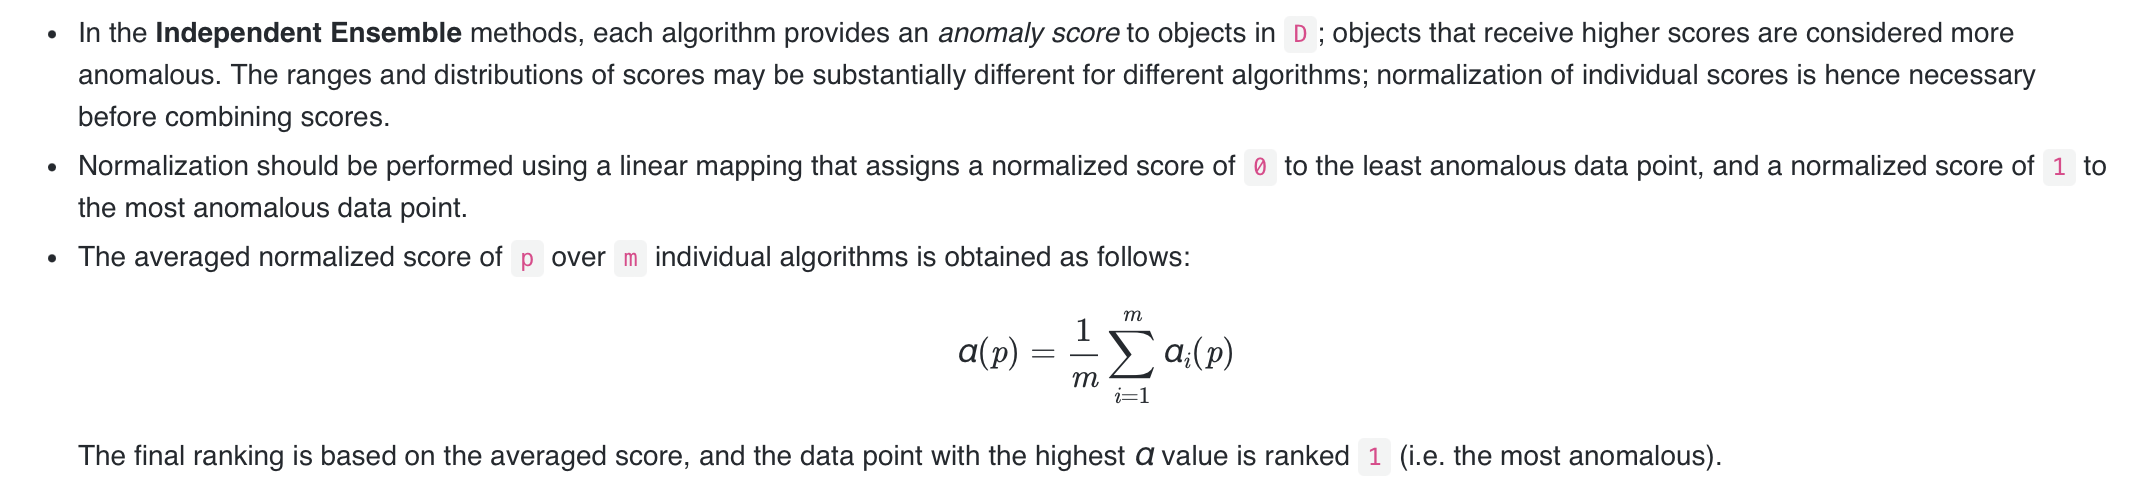 • In the Independent Ensemble methods, each algorithm provides an anomaly score to objects in D ; objects that receive higher scores are considered more
anomalous. The ranges and distributions of scores may be substantially different for different algorithms; normalization of individual scores is hence necessary
before combining scores.
• Normalization should be performed using a linear mapping that assigns a normalized score of 0 to the least anomalous data point, and a normalized score of 1 to
the most anomalous data point.
• The averaged normalized score of p over m individual algorithms is obtained as follows:
α(p) = \frac{1}{m} \sum_{i=1}^{m} α_i(p)
The final ranking is based on the averaged score, and the data point with the highest α value is ranked 1 (i.e. the most anomalous).